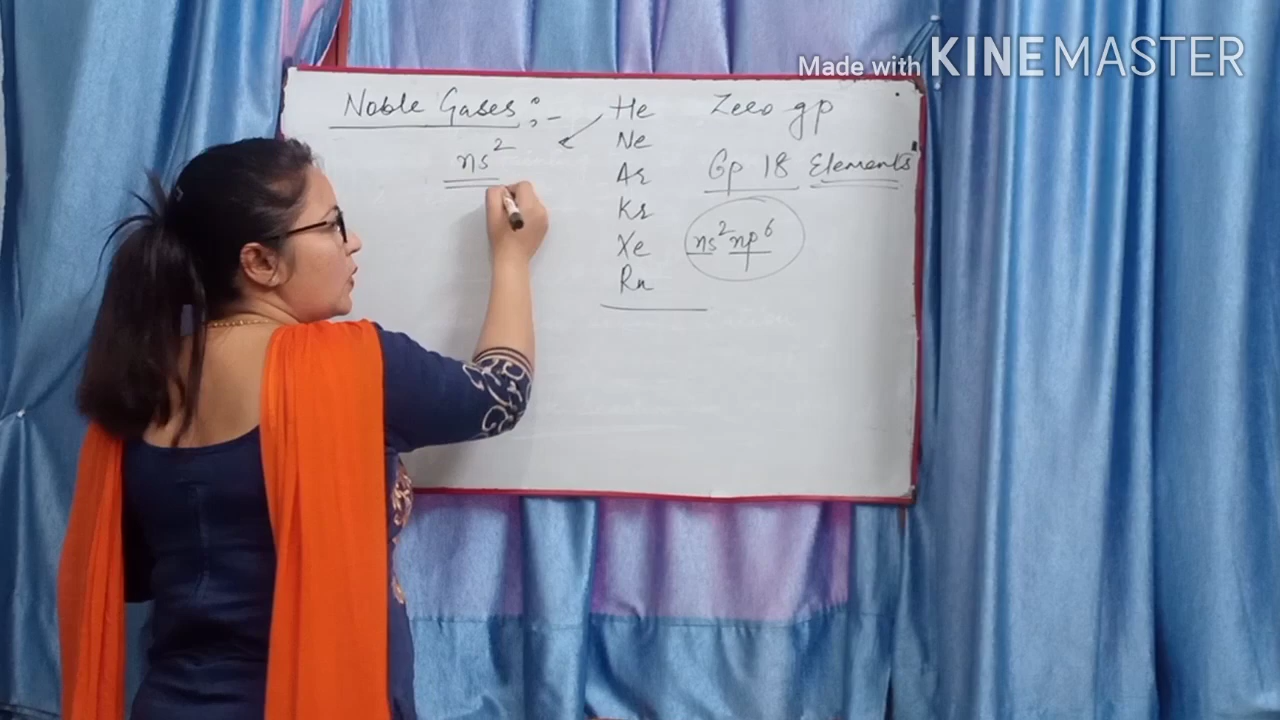 Made with KINEMASTER
Noble Gases :-
ns²
He
Ne
Ar
Kr
Xe
Rn
Zero gp
Gp 18 Elements
ns² np⁶